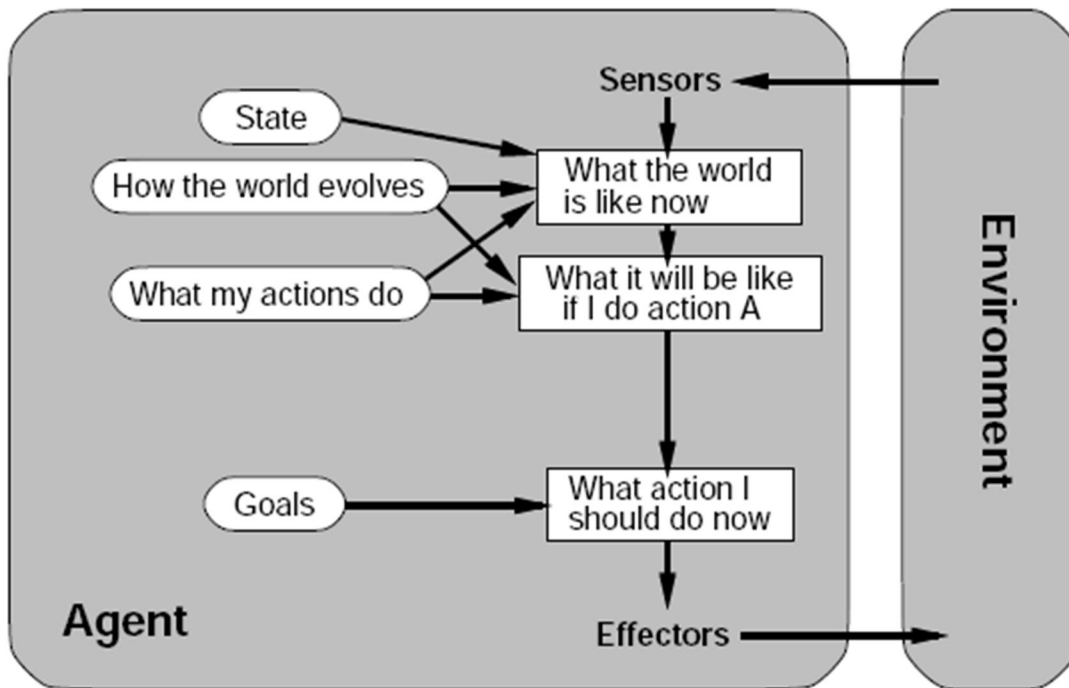 Sensors
State
What the world
is like now
How the world evolves
What it will be like
if I do action A
What my actions do
Goals
What action I
should do now
Agent
Effectors
Environment